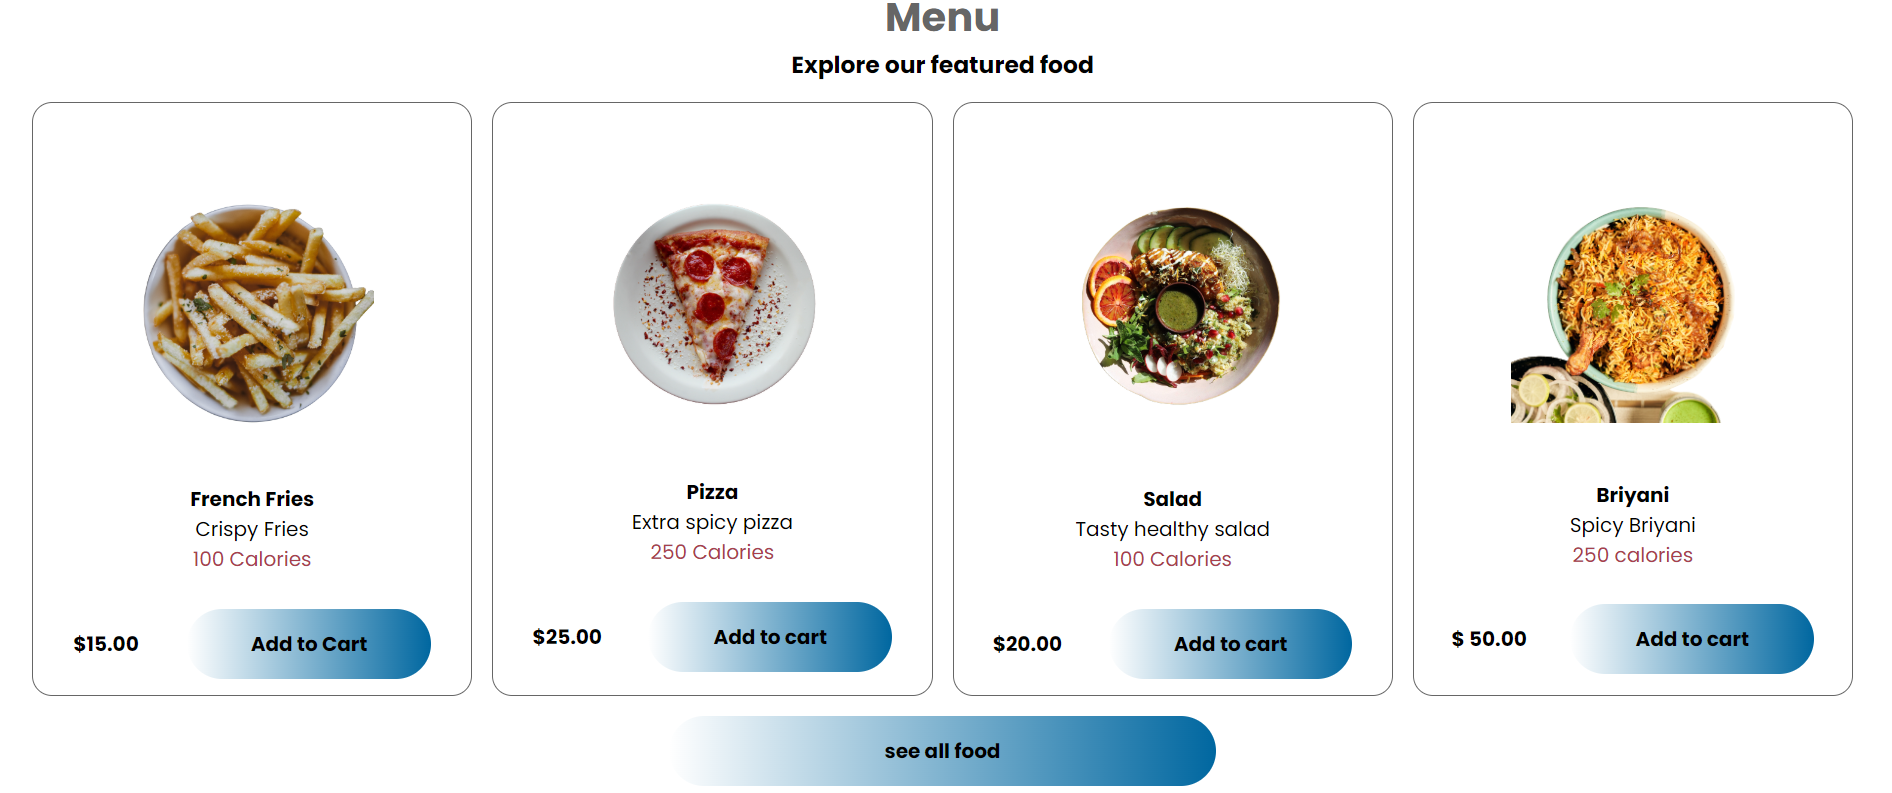 Menu
Explore our featured food
French Fries
Crispy Fries
100 Calories
$15.00
Add to Cart
Pizza
Extra spicy pizza
250 Calories
$25.00
Add to cart
Salad
Tasty healthy salad
100 Calories
$20.00
Add to cart
Briyani
Spicy Briyani
250 calories
$ 50.00
Add to cart
see all food